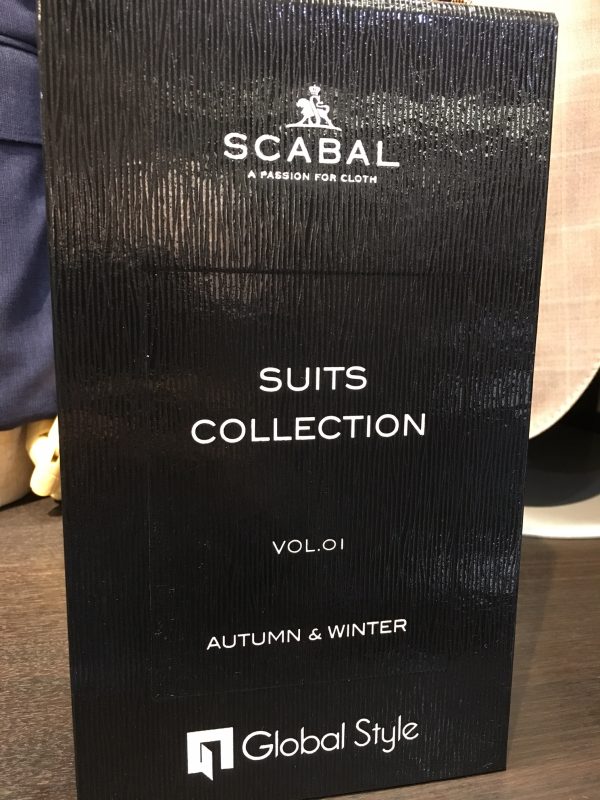 SCABAL
A PASSION FOR CLOTH
SUITS
COLLECTION
VOL.01
AUTUMN & WINTER
Global Style